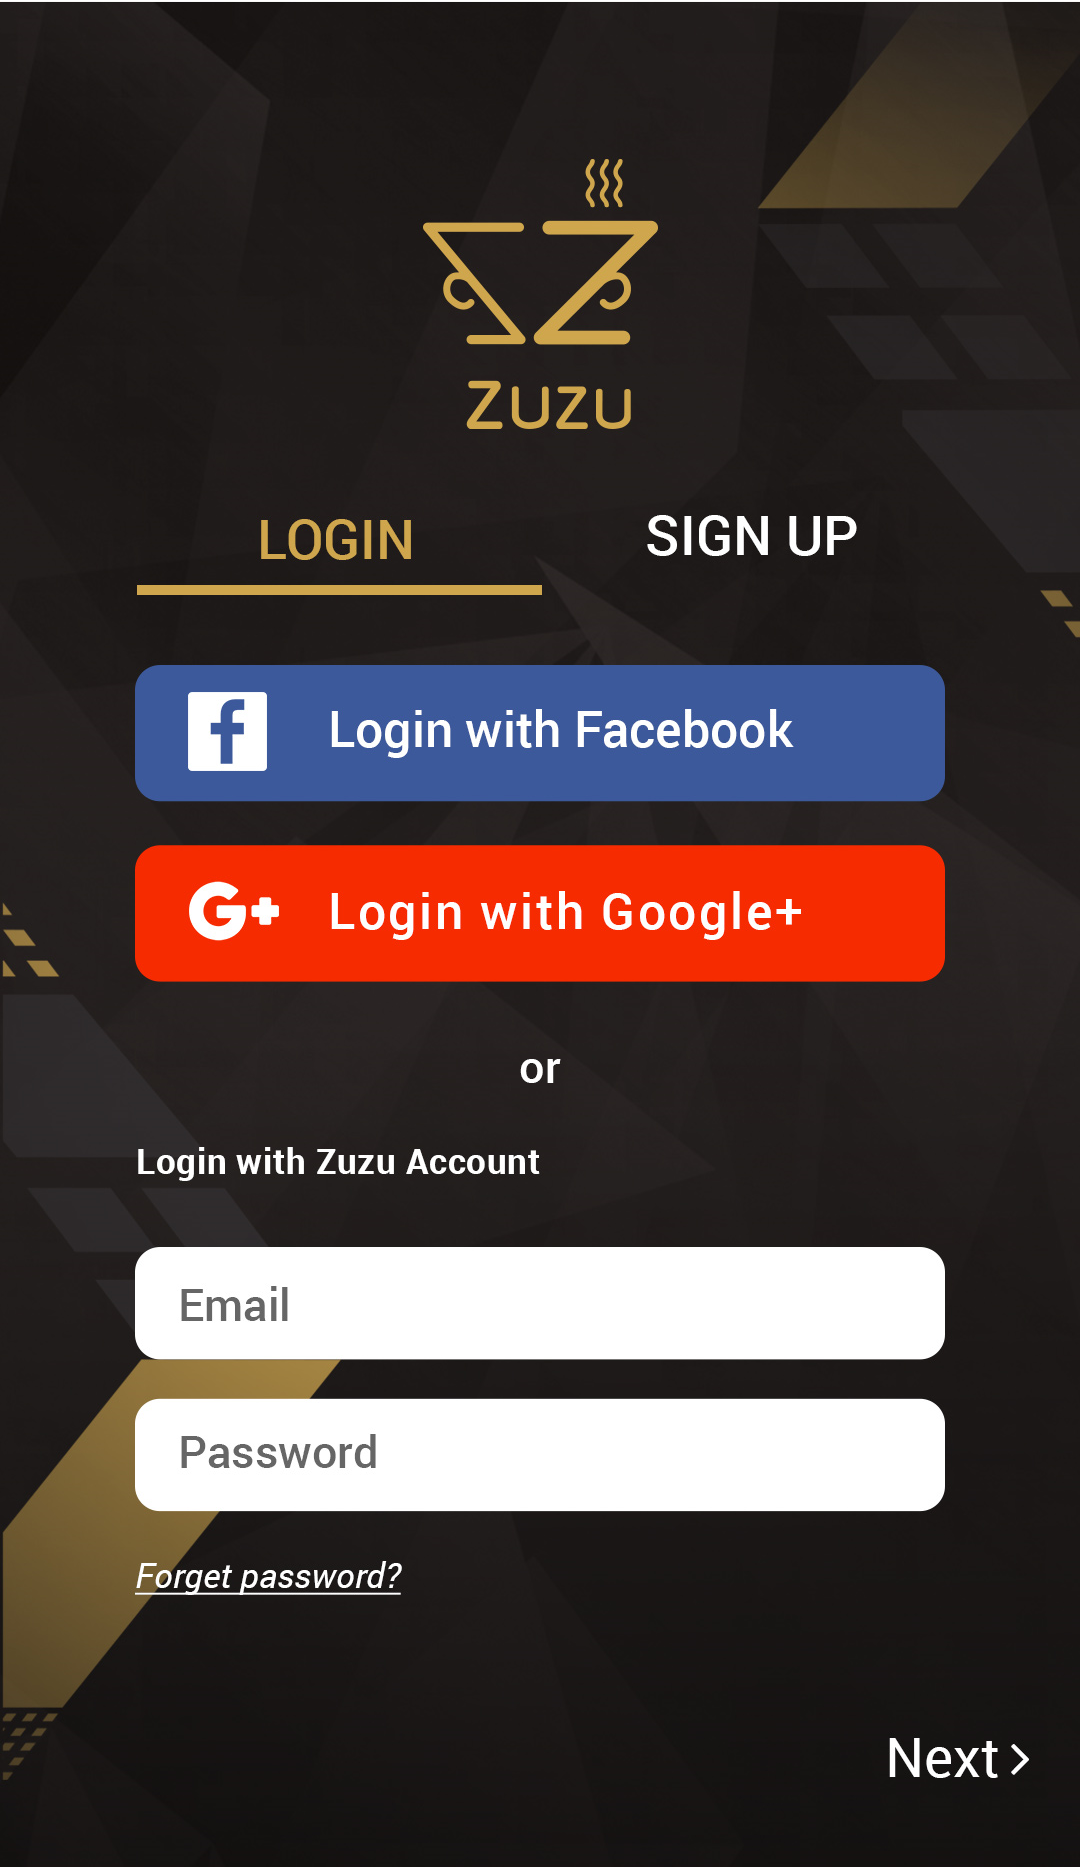 ZUZU
LOGIN
SIGN UP
Login with Facebook
G+ Login with Google+
or
Login with Zuzu Account
Email
Password
Forget password?
Next